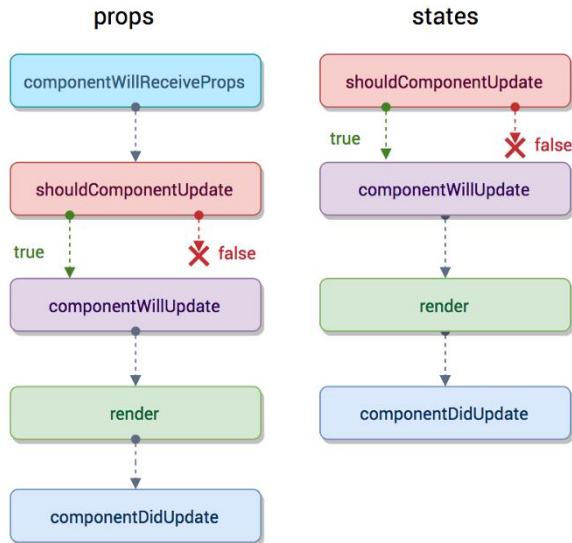 props
componentWillReceiveProps
shouldComponentUpdate
true
false
componentWillUpdate
render
componentDidUpdate
states
shouldComponentUpdate
true
false
componentWillUpdate
render
componentDidUpdate